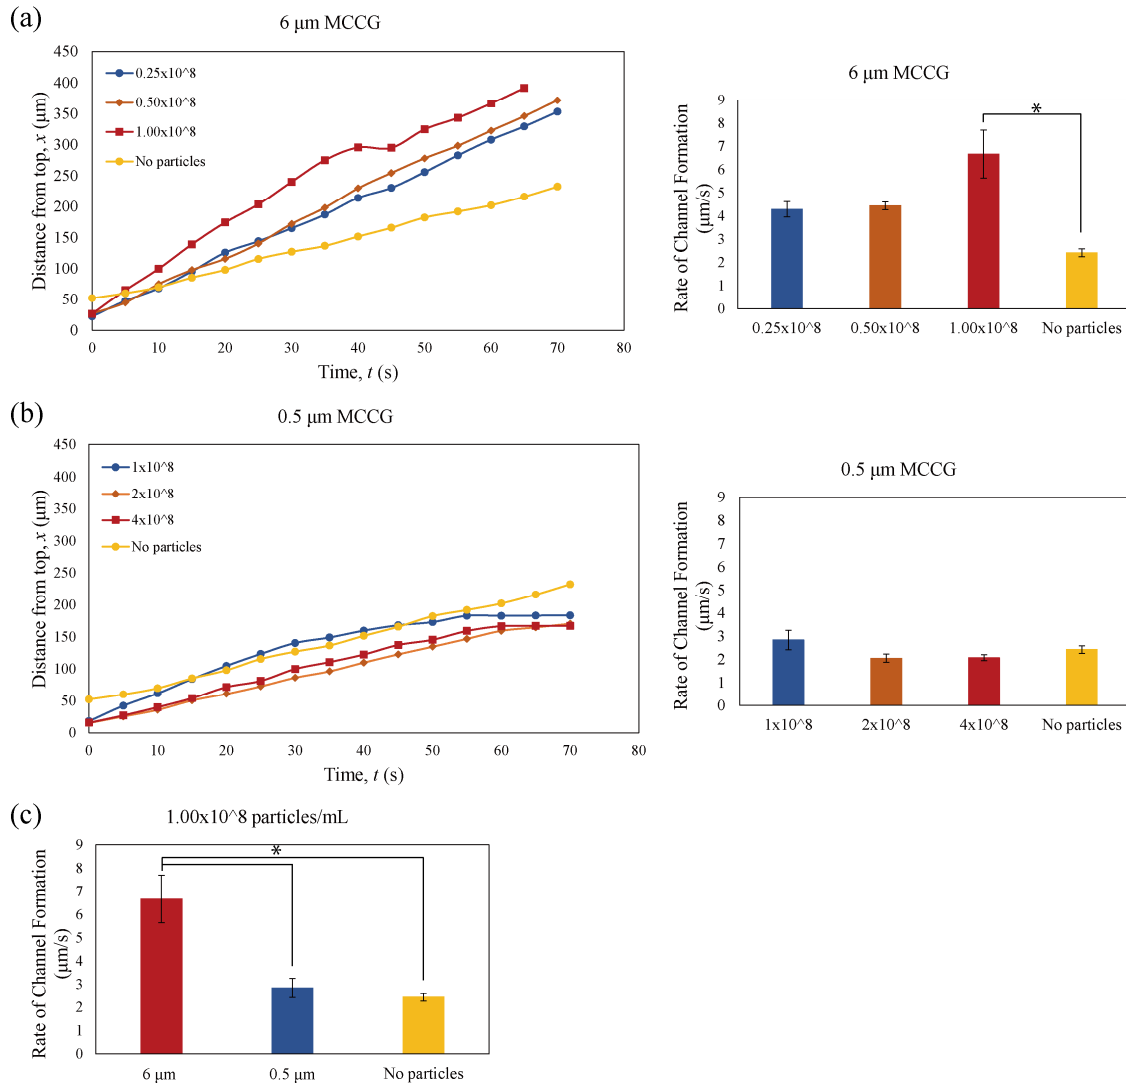 (a)
6 μm MCCG
450
400
350
300
250
200
150
100
50
0
Distance from top, x (μm)
0.25x10^8
0.50x10^8
1.00x10^8
No particles
0 10 20 30 40 50 60 70 80
Time, t (s)
6 μm MCCG
9
8
7
6
5
4
3
2
1
0
Rate of Channel Formation
(μm/s)
*
0.25x10^8 0.50x10^8 1.00x10^8 No particles
(b)
0.5 μm MCCG
450
400
350
300
250
200
150
100
50
0
Distance from top, x (μm)
1x10^8
2x10^8
4x10^8
No particles
0 10 20 30 40 50 60 70 80
Time, t (s)
0.5 μm MCCG
9
8
7
6
5
4
3
2
1
0
Rate of Channel Formation
(μm/s)
1x10^8 2x10^8 4x10^8 No particles
(c)
1.00x10^8 particles/mL
9
8
7
6
5
4
3
2
1
0
Rate of Channel Formation
(μm/s)
*
6 μm 0.5 μm No particles